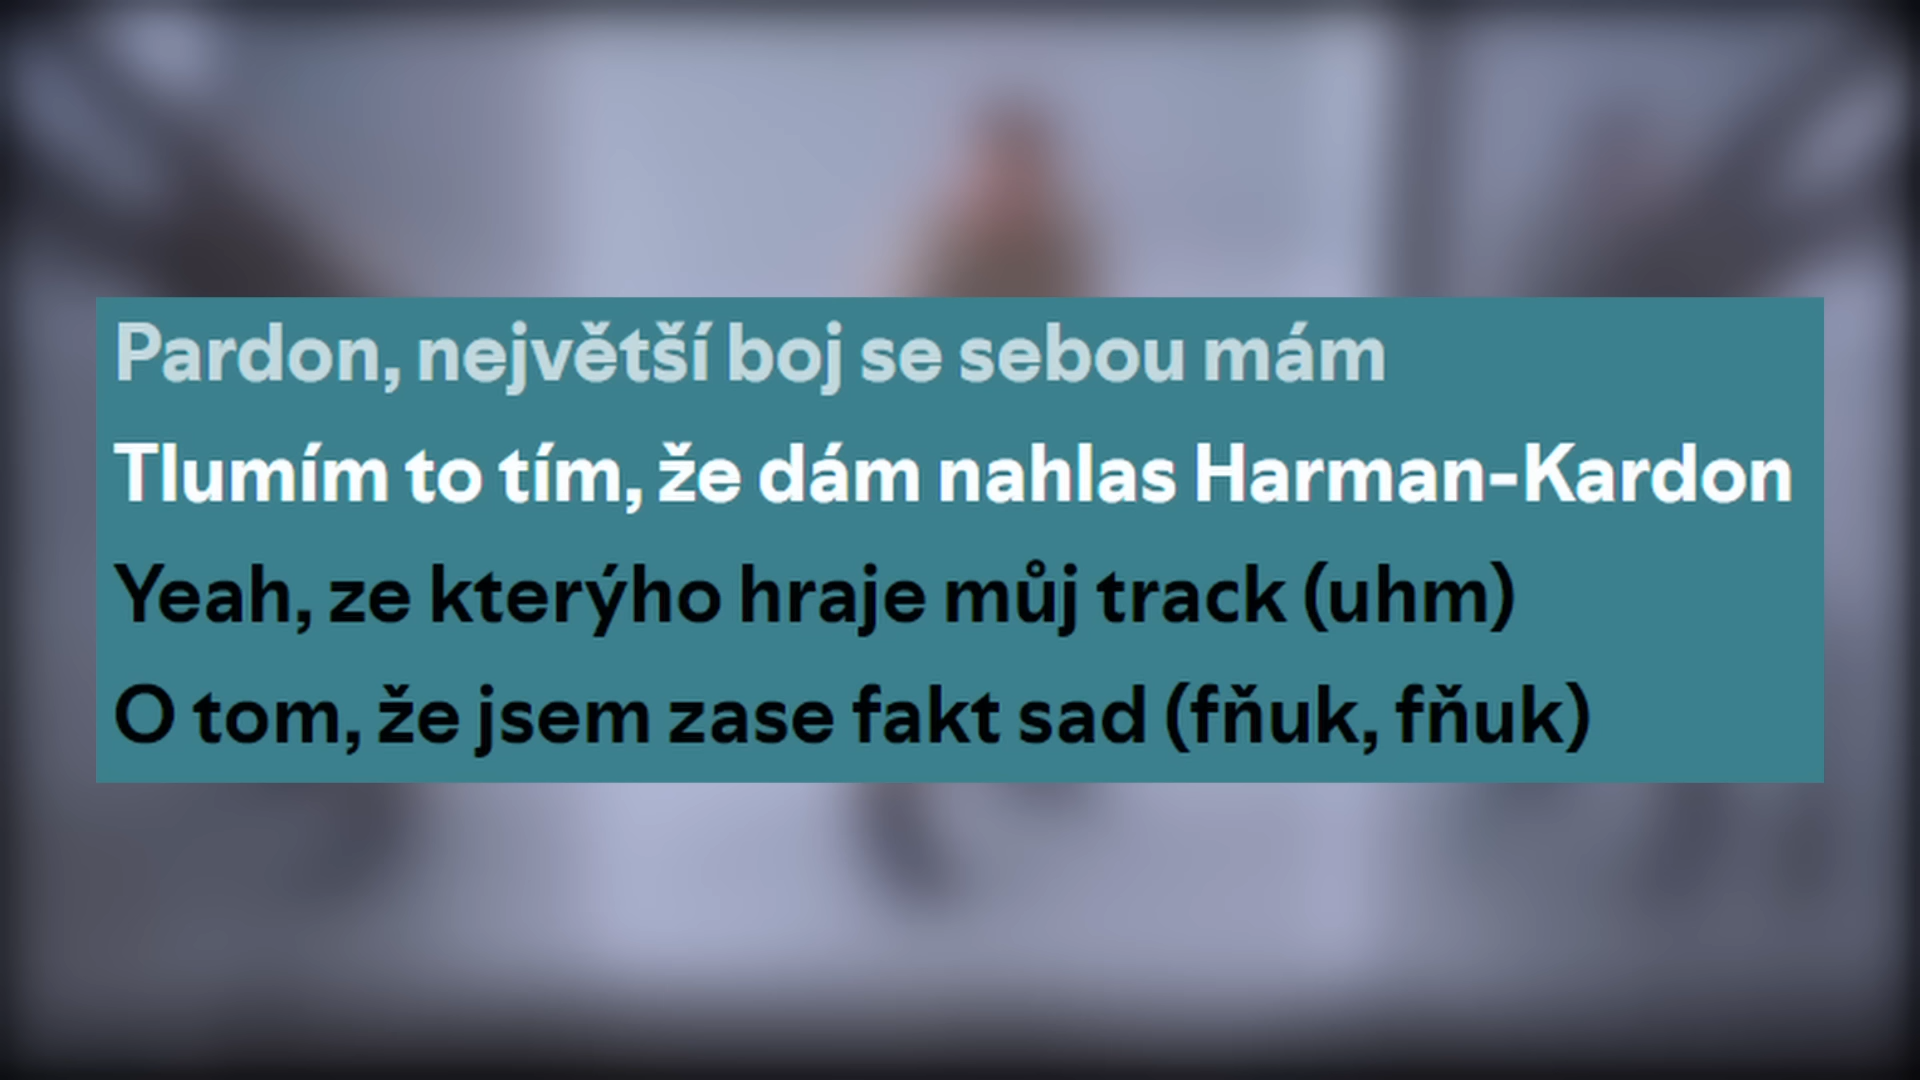 Pardon, největší boj se sebou mám
Tlumím to tím, že dám nahlas Harman-Kardon
Yeah, ze kterýho hraje můj track (uhm)
O tom, že jsem zase fakt sad (fňuk, fňuk)